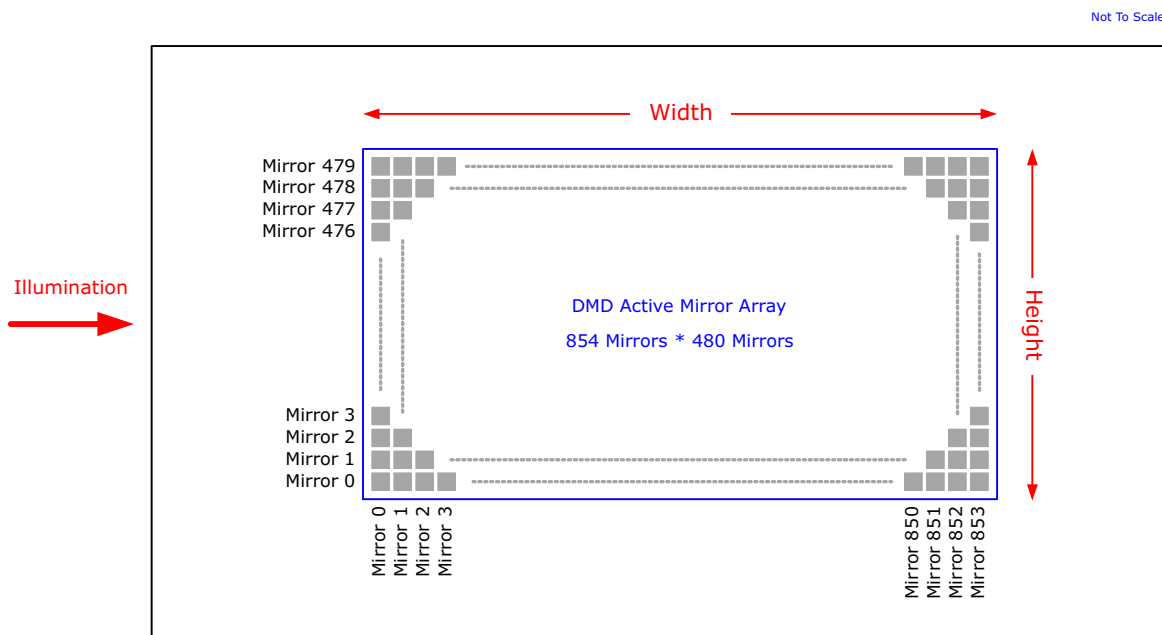 Not To Scale
Width
Mirror 479
Mirror 478
Mirror 477
Mirror 476
Illumination
DMD Active Mirror Array
854 Mirrors * 480 Mirrors
Height
Mirror 3
Mirror 2
Mirror 1
Mirror 0
Mirror 0
Mirror 1
Mirror 2
Mirror 3
Mirror 850
Mirror 851
Mirror 852
Mirror 853